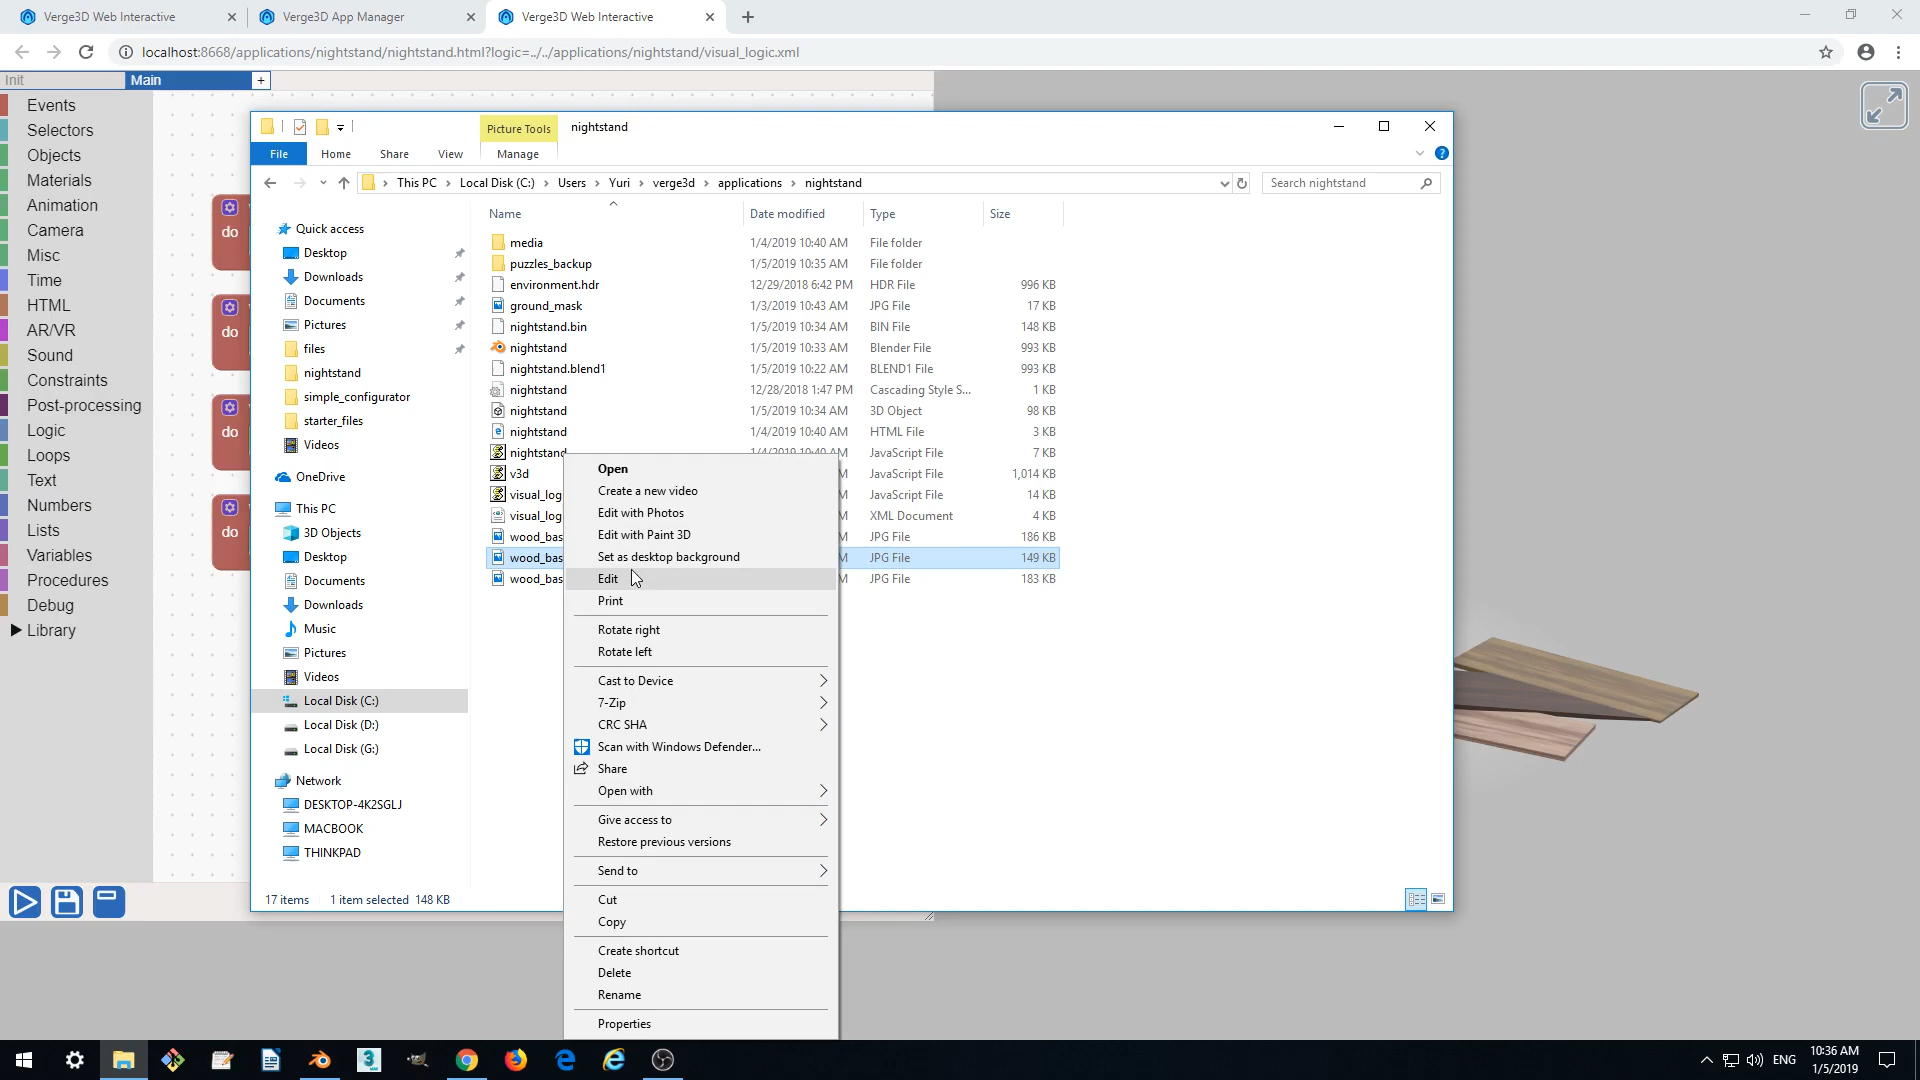 Verge3D Web Interactive
Verge3D App Manager
Verge3D Web Interactive
localhost:8668/applications/nightstand/nightstand.html?logic=../../applications/nightstand/visual_logic.xml
Init
Main
+
Events
Selectors
Objects
Materials
Animation
Camera
Misc
Time
HTML
AR/VR
Sound
Constraints
Post-processing
Logic
Loops
Text
Numbers
Lists
Variables
Procedures
Debug
Library
do
do
do
do
Picture Tools
nightstand
File
Home
Share
View
Manage
This PC
Local Disk (C:)
Users
Yuri
verge3d
applications
nightstand
Search nightstand
Quick access
Desktop
Downloads
Documents
Pictures
files
nightstand
simple_configurator
starter_files
Videos
OneDrive
This PC
3D Objects
Desktop
Documents
Downloads
Music
Pictures
Videos
Local Disk (C:)
Local Disk (D:)
Local Disk (G:)
Network
DESKTOP-4K2SGLJ
MACBOOK
THINKPAD
Name Date modified Type Size
media 1/4/2019 10:40 AM File folder
puzzles_backup 1/5/2019 10:35 AM File folder
environment.hdr 12/29/2018 6:42 PM HDR File 996 KB
ground_mask 1/3/2019 10:43 AM JPG File 17 KB
nightstand.bin 1/5/2019 10:34 AM BIN File 148 KB
nightstand 1/5/2019 10:33 AM Blender File 993 KB
nightstand.blend1 1/5/2019 10:22 AM BLEND1 File 993 KB
nightstand 12/28/2018 1:47 PM Cascading Style S... 1 KB
nightstand 1/5/2019 10:34 AM 3D Object 98 KB
nightstand 1/4/2019 10:40 AM HTML File 3 KB
nightstand 1/4/2019 10:40 AM JavaScript File 7 KB
v3d M JavaScript File 1,014 KB
visual_log M JavaScript File 14 KB
visual_log M XML Document 4 KB
wood_bas M JPG File 186 KB
wood_bas M JPG File 149 KB
wood_bas M JPG File 183 KB
Open
Create a new video
Edit with Photos
Edit with Paint 3D
Set as desktop background
Edit
Print
Rotate right
Rotate left
Cast to Device
7-Zip
CRC SHA
Scan with Windows Defender...
Share
Open with
Give access to
Restore previous versions
Send to
Cut
Copy
Create shortcut
Delete
Rename
Properties
17 items 1 item selected 148 KB
ENG
10:36 AM
1/5/2019